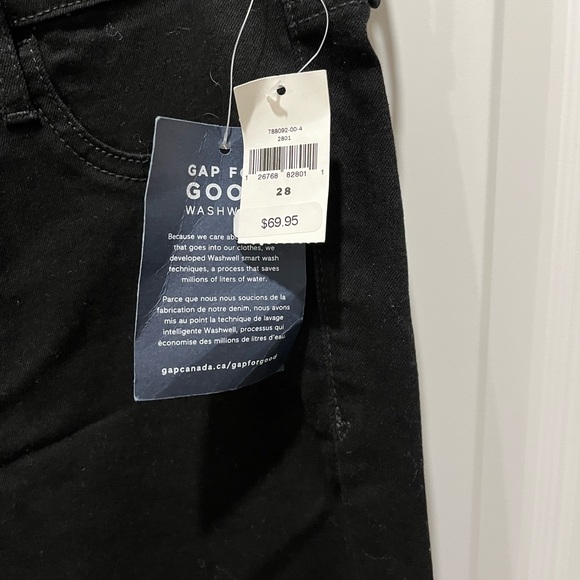 788092-00-4
2801
1 26768 82801 1
28
$69.95
GAP
GOO
WASHW
Because we care
that goes into our clothes, we
developed Washwell smart wash
techniques, a process that saves
millions of liters of water.
Parce que nous nous soucions de la
fabrication de notre denim, nous avons
mis au point la technique de lavage
intelligente Washwell, processus qui
économise des millions de litres d'eau.
gapcanada.ca/gapforgood